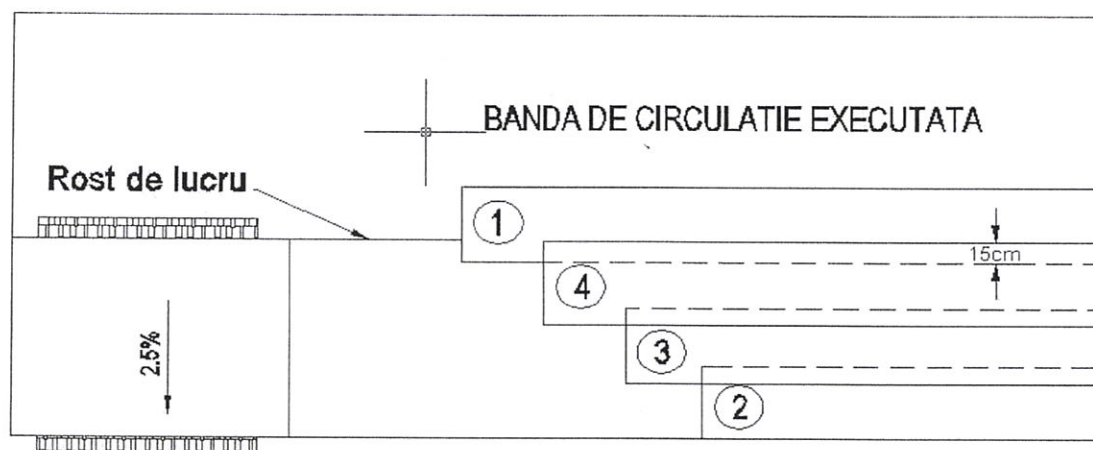 BANDA DE CIRCULATIE EXECUTATA
Rost de lucru
1
15cm
4
3
2.5%
2